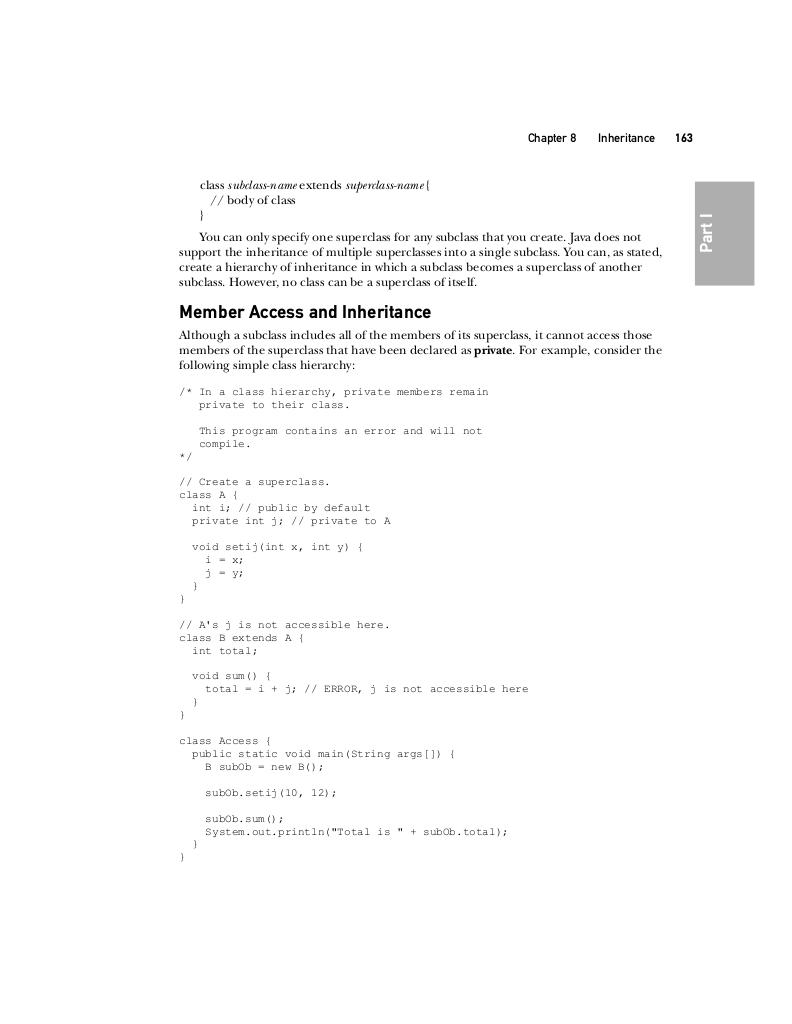 Chapter 8 Inheritance 163
Part I
class subclass-name extends superclass-name {
// body of class
}
You can only specify one superclass for any subclass that you create. Java does not
support the inheritance of multiple superclasses into a single subclass. You can, as stated,
create a hierarchy of inheritance in which a subclass becomes a superclass of another
subclass. However, no class can be a superclass of itself.
Member Access and Inheritance
Although a subclass includes all of the members of its superclass, it cannot access those
members of the superclass that have been declared as private. For example, consider the
following simple class hierarchy:
/* In a class hierarchy, private members remain
   private to their class.

   This program contains an error and will not
   compile.
*/

// Create a superclass.
class A {
  int i; // public by default
  private int j; // private to A

  void setij(int x, int y) {
    i = x;
    j = y;
  }
}

// A's j is not accessible here.
class B extends A {
  int total;

  void sum() {
    total = i + j; // ERROR, j is not accessible here
  }
}

class Access {
  public static void main(String args[]) {
    B subOb = new B();

    subOb.setij(10, 12);

    subOb.sum();
    System.out.println("Total is " + subOb.total);
  }
}